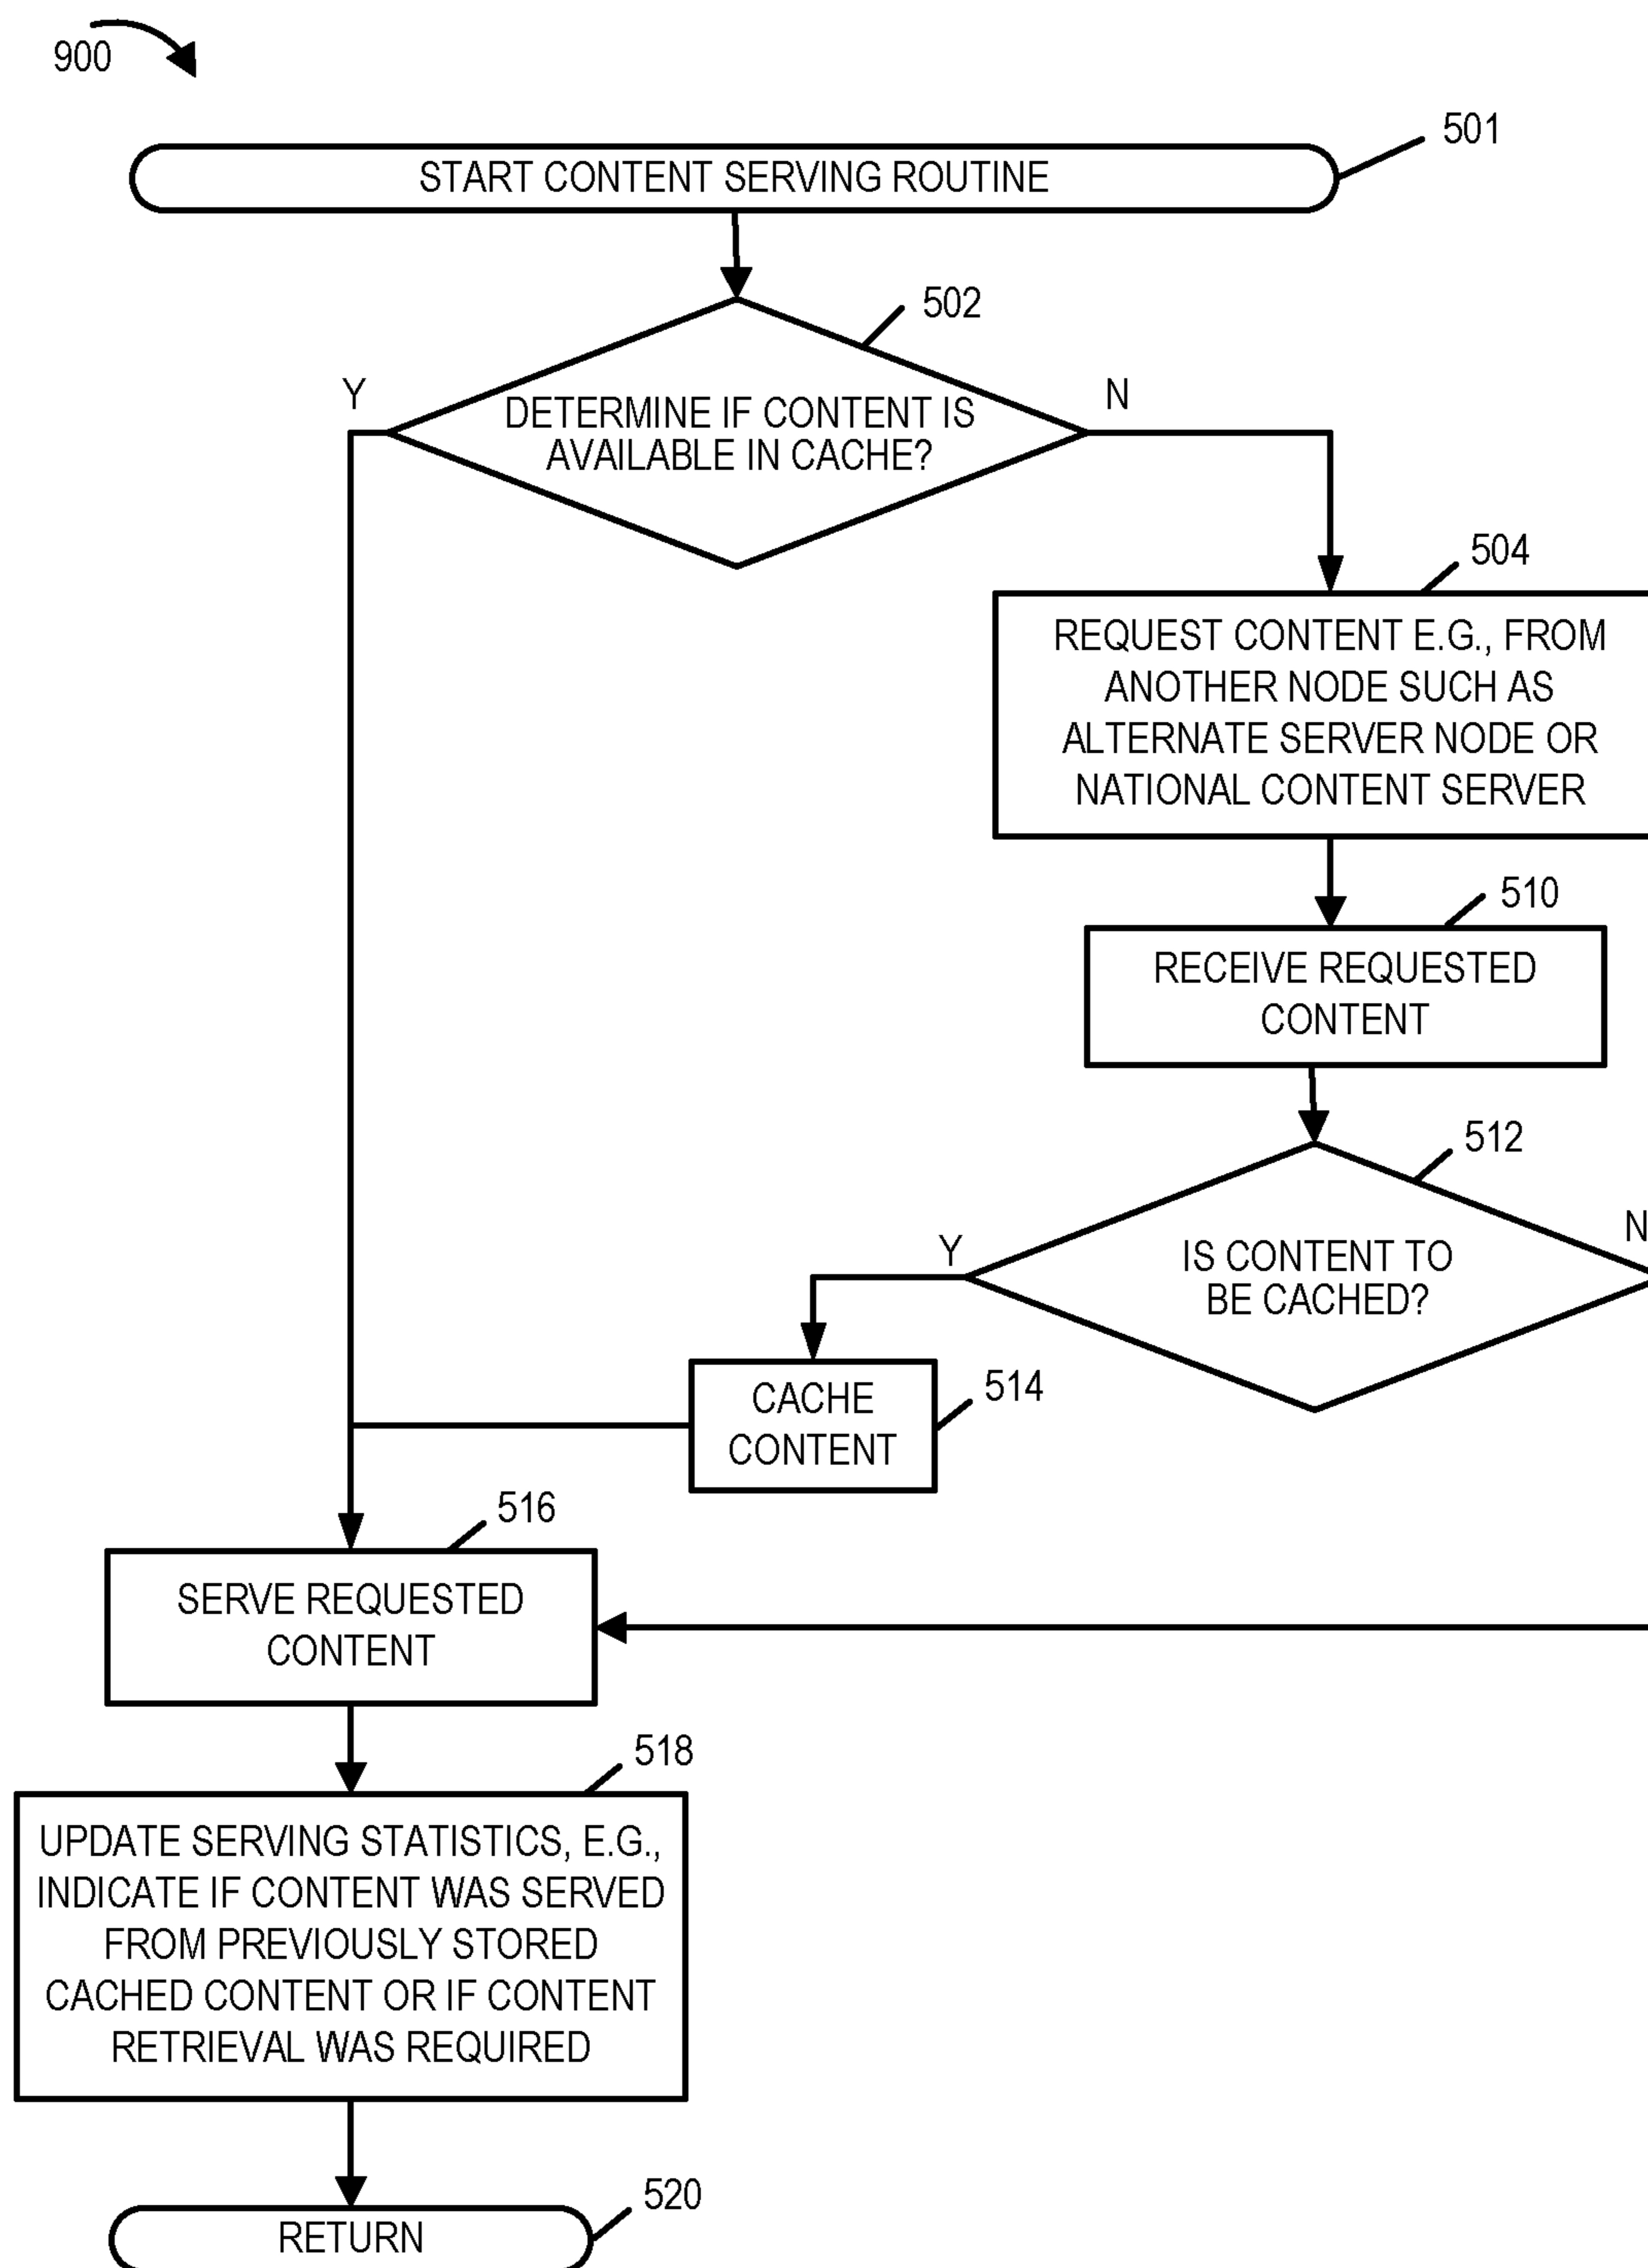 900
501
START CONTENT SERVING ROUTINE
502
Y
N
DETERMINE IF CONTENT IS
AVAILABLE IN CACHE?
504
REQUEST CONTENT E.G., FROM
ANOTHER NODE SUCH AS
ALTERNATE SERVER NODE OR
NATIONAL CONTENT SERVER
510
RECEIVE REQUESTED
CONTENT
512
Y
N
IS CONTENT TO
BE CACHED?
514
CACHE
CONTENT
516
SERVE REQUESTED
CONTENT
518
UPDATE SERVING STATISTICS, E.G.,
INDICATE IF CONTENT WAS SERVED
FROM PREVIOUSLY STORED
CACHED CONTENT OR IF CONTENT
RETRIEVAL WAS REQUIRED
520
RETURN